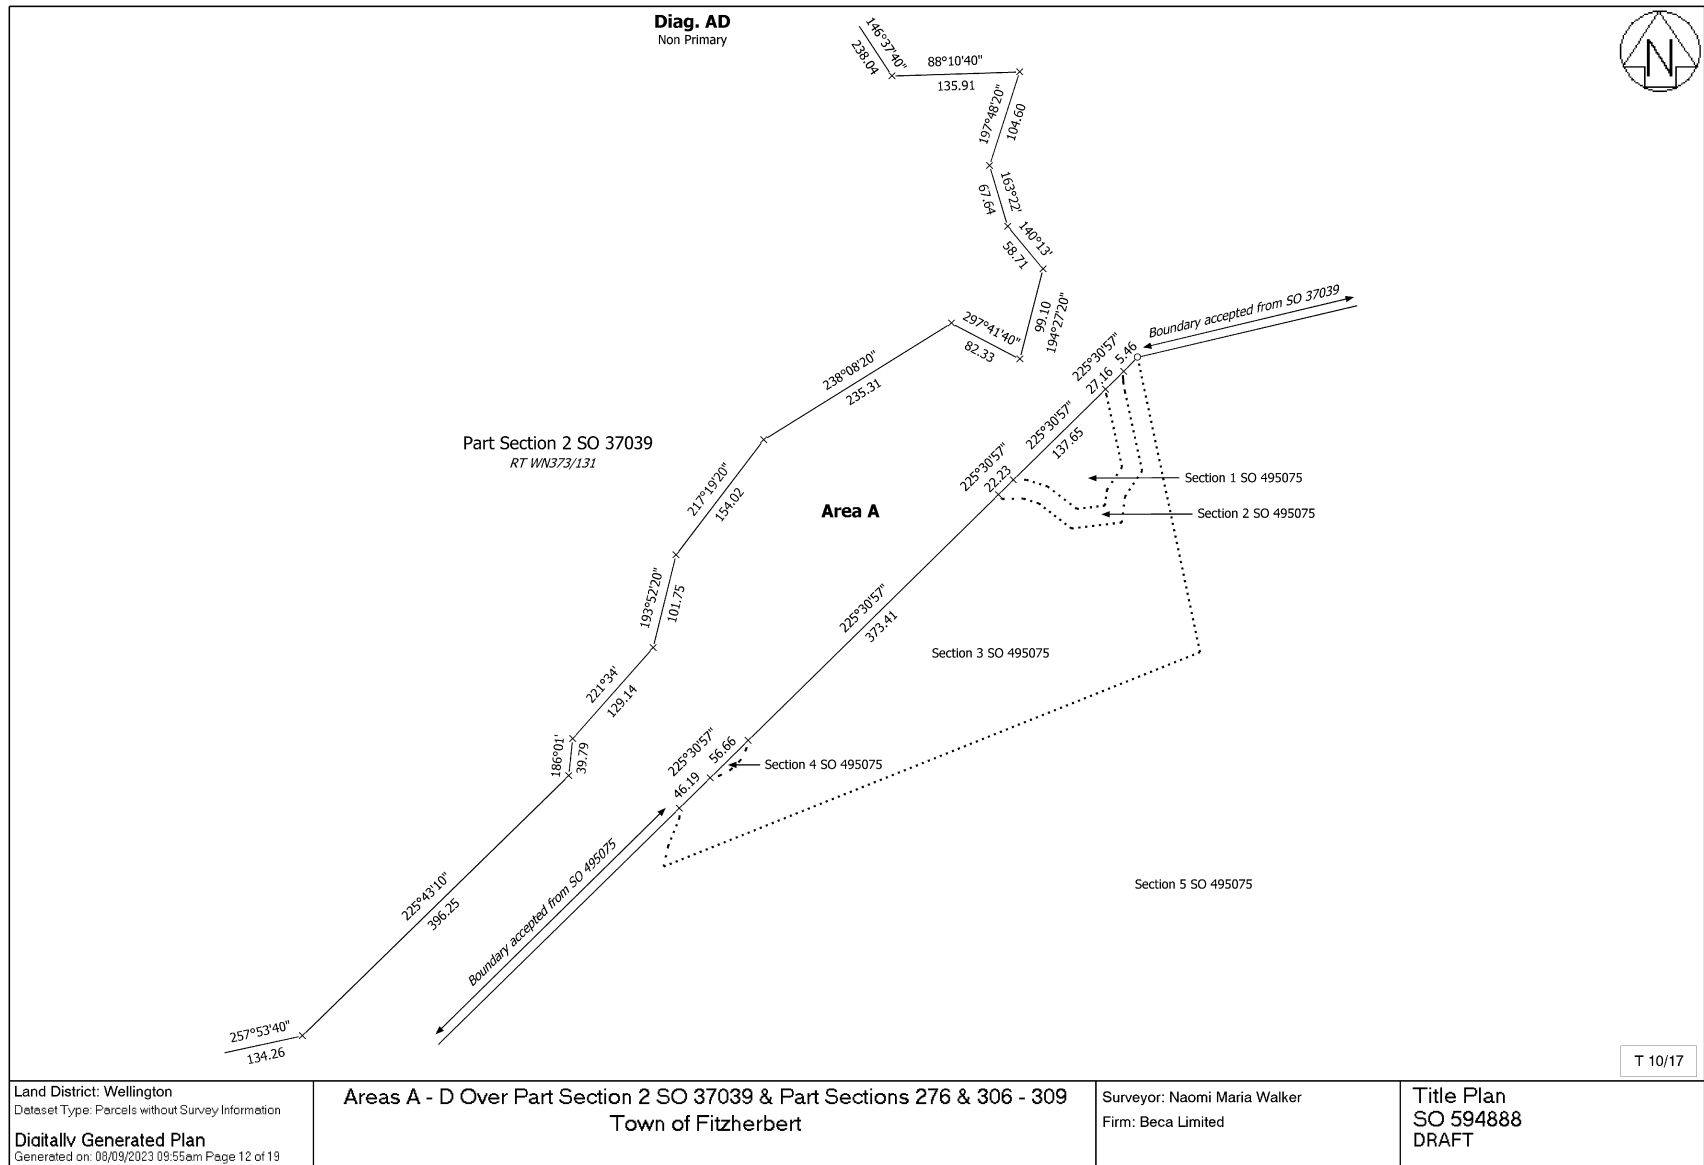 Diag. AD
Non Primary
N
146°37'40"
238.04
88°10'40"
135.91
197°48'20"
104.60
163°22'
67.64
140°13'
58.71
99.10
194°27'20"
297°41'40"
82.33
238°08'20"
235.31
Boundary accepted from SO 37039
225°30'57"
5.46
27.16
225°30'57"
137.65
225°30'57"
22.23
Part Section 2 SO 37039
RT WN373/131
217°19'20"
154.02
Area A
Section 1 SO 495075
Section 2 SO 495075
193°52'20"
101.75
225°30'57"
373.41
Section 3 SO 495075
221°34'
129.14
186°01'
39.79
225°30'57"
56.66
46.19
Section 4 SO 495075
Boundary accepted from SO 495075
225°43'10"
396.25
Section 5 SO 495075
257°53'40"
134.26
T 10/17
Land District: Wellington
Dataset Type: Parcels without Survey Information
Digitally Generated Plan
Generated on: 08/09/2023 09:55am Page 12 of 19
Areas A - D Over Part Section 2 SO 37039 & Part Sections 276 & 306 - 309
Town of Fitzherbert
Surveyor: Naomi Maria Walker
Firm: Beca Limited
Title Plan
SO 594888
DRAFT